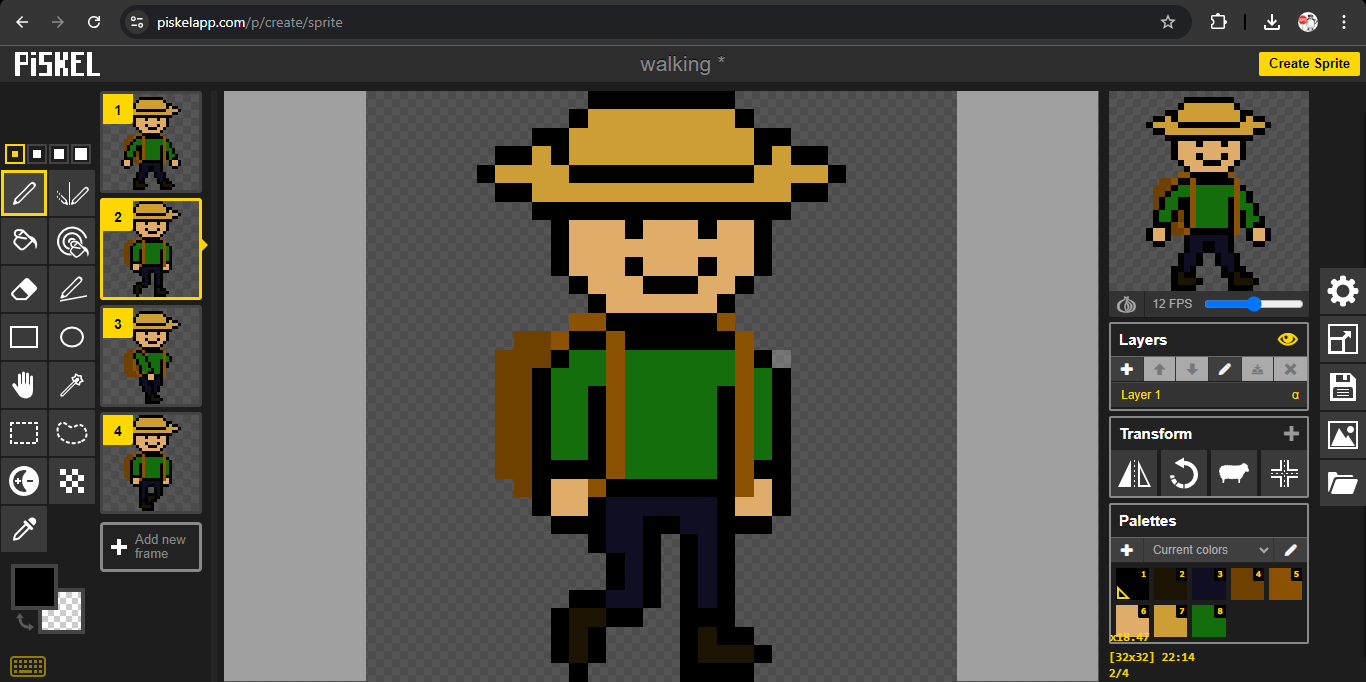 piskelapp.com/p/create/sprite
PiSKEL
walking *
Create Sprite
1
2
3
4
Add new
frame
12 FPS
Layers
Layer 1
α
Transform
Palettes
Current colors
1
2
3
4
5
6
7
8
x18.47
[32x32] 22:14
2/4